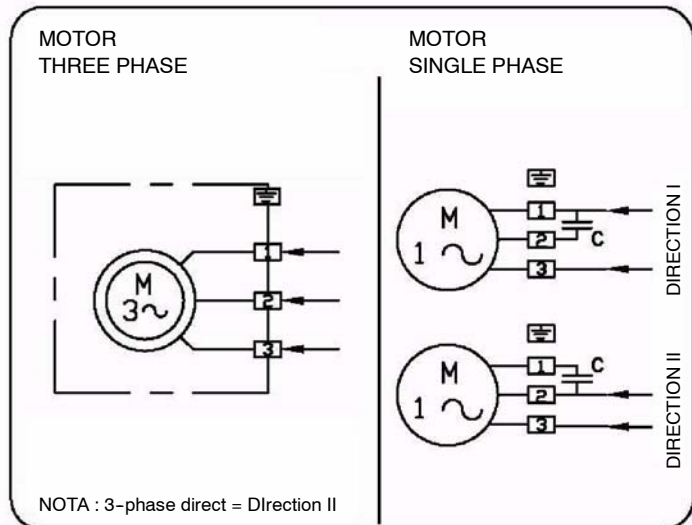 MOTOR
THREE PHASE
1
M
3~
2
3
NOTA : 3-phase direct = DIrection II
MOTOR
SINGLE PHASE
DIRECTION I
M
1
1
2
C
3
DIRECTION II
M
1
1
C
2
3